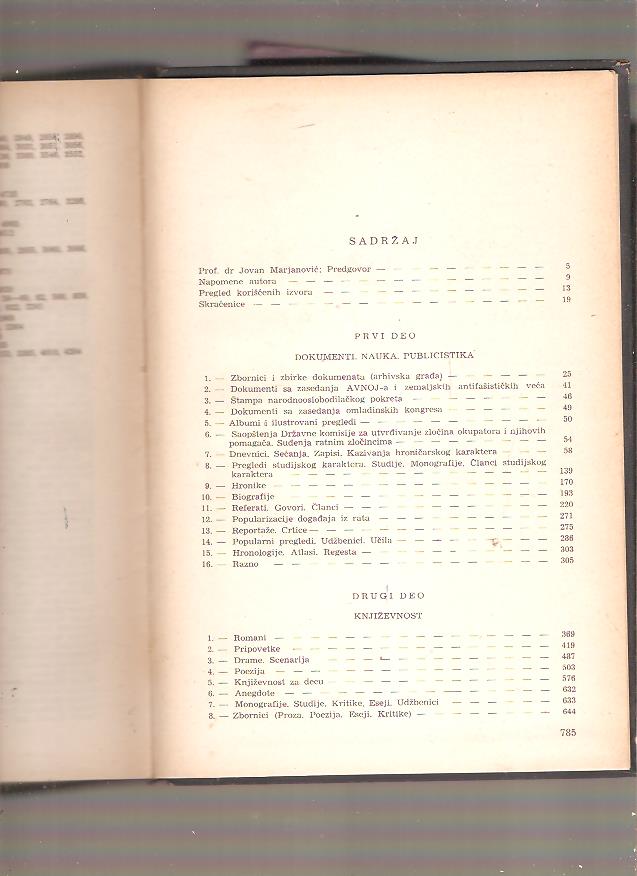 SADRŽAJ
Prof. dr Jovan Marjanović; Predgovor — 5
Napomene autora — 9
Pregled korišćenih izvora — 13
Skraćenice — 19
PRVI DEO
DOKUMENTI. NAUKA. PUBLICISTIKA
1. — Zbornici i zbirke dokumenata (arhivska građa) — 25
2. — Dokumenti sa zasedanja AVNOJ-a i zemaljskih antifašističkih veća 41
3. — Štampa narodnooslobodilačkog pokreta — 46
4. — Dokumenti sa zasedanja omladinskih kongresa — 49
5. — Albumi i ilustrovani pregledi — 50
6. — Saopštenja Državne komisije za utvrđivanje zločina okupatora i njihovih
pomagača. Suđenja ratnim zločincima — 54
7. — Dnevnici. Sećanja. Zapisi. Kazivanja hroničarskog karaktera — 58
8. — Pregledi studijskog karaktera. Studije. Monografije. Članci studijskog
karaktera — 139
9. — Hronike — 170
10. — Biografije — 193
11. — Referati. Govori. Članci — 220
12. — Popularizacije događaja iz rata — 271
13. — Reportaže. Crtice — 275
14. — Popularni pregledi. Udžbenici. Učila — 286
15. — Hronologije. Atlasi. Regesta — 303
16. — Razno — 305
DRUGI DEO
KNJIŽEVNOST
1. — Romani — 369
2. — Pripovetke — 419
3. — Drame. Scenarija — 487
4. — Poezija — 503
5. — Književnost za decu — 576
6. — Anegdote — 632
7. — Monografije. Studije. Kritike. Eseji. Udžbenici — 633
8. — Zbornici (Proza. Poezija. Eseji. Kritike) — 644
785